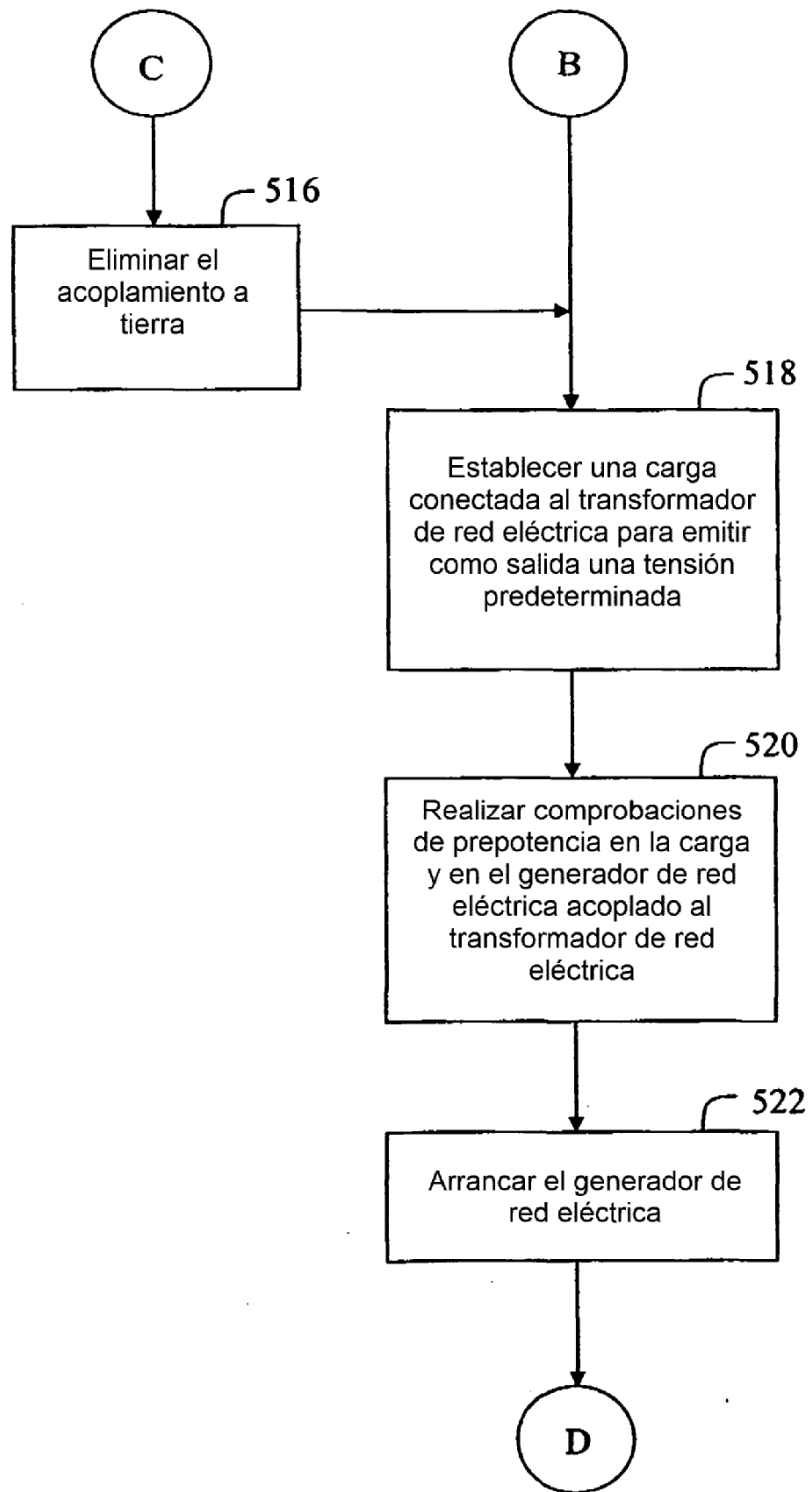 C
B
516
Eliminar el
acoplamiento a
tierra
518
Establecer una carga
conectada al transformador
de red eléctrica para emitir
como salida una tensión
predeterminada
520
Realizar comprobaciones
de prepotencia en la carga
y en el generador de red
eléctrica acoplado al
transformador de red
eléctrica
522
Arrancar el generador de
red eléctrica
D